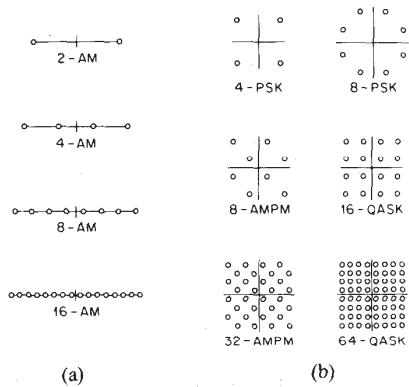 2-AM
4-AM
8-AM
16-AM
(a)
4-PSK
8-PSK
8-AMPM
16-QASK
32-AMPM
64-QASK
(b)